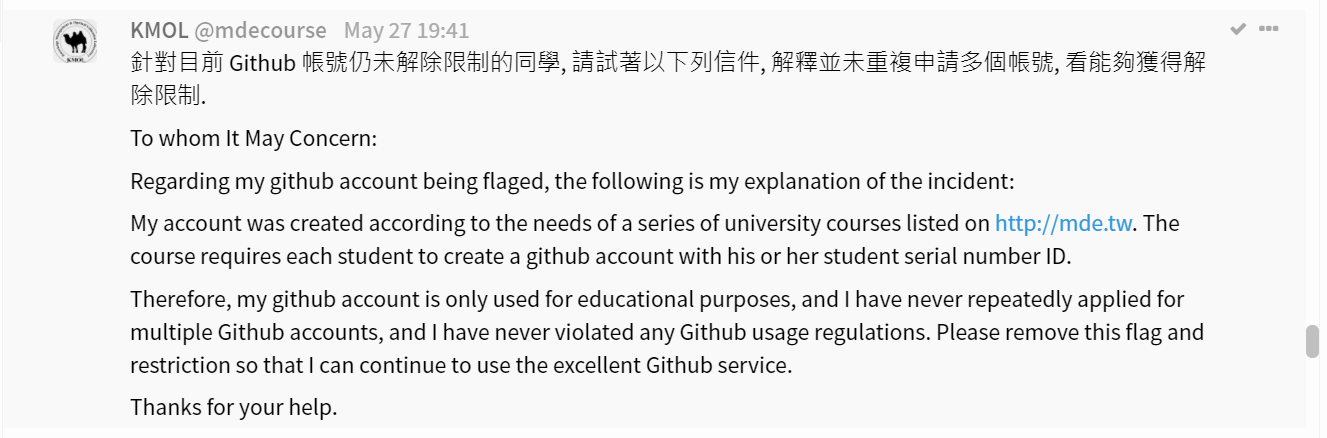 KMOL @mdecourse May 27 19:41
針對目前 Github 帳號仍未解除限制的同學, 請試著以下列信件, 解釋並未重複申請多個帳號, 看能夠獲得解
除限制.
To whom It May Concern:
Regarding my github account being flaged, the following is my explanation of the incident:
My account was created according to the needs of a series of university courses listed on http://mde.tw. The
course requires each student to create a github account with his or her student serial number ID.
Therefore, my github account is only used for educational purposes, and I have never repeatedly applied for
multiple Github accounts, and I have never violated any Github usage regulations. Please remove this flag and
restriction so that I can continue to use the excellent Github service.
Thanks for your help.
KMOL